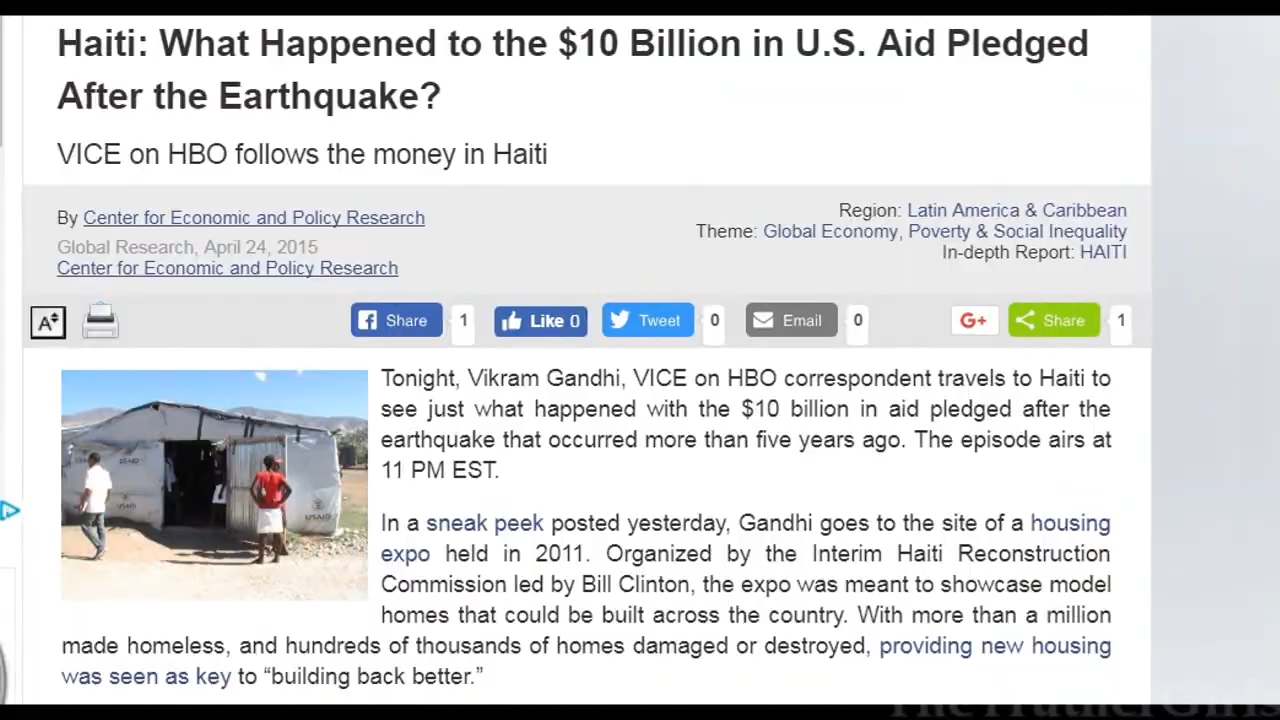 Haiti: What Happened to the $10 Billion in U.S. Aid Pledged
After the Earthquake?
VICE on HBO follows the money in Haiti
By Center for Economic and Policy Research
Global Research, April 24, 2015
Center for Economic and Policy Research
Region: Latin America & Caribbean
Theme: Global Economy, Poverty & Social Inequality
In-depth Report: HAITI
A Share 1 Like 0 Tweet 0 Email 0 G+ Share 1
Tonight, Vikram Gandhi, VICE on HBO correspondent travels to Haiti to
see just what happened with the $10 billion in aid pledged after the
earthquake that occurred more than five years ago. The episode airs at
11 PM EST.
In a sneak peek posted yesterday, Gandhi goes to the site of a housing
expo held in 2011. Organized by the Interim Haiti Reconstruction
Commission led by Bill Clinton, the expo was meant to showcase model
homes that could be built across the country. With more than a million
made homeless, and hundreds of thousands of homes damaged or destroyed, providing new housing
was seen as key to “building back better.”
USAID
USAID
USAID
TheTrutherGirls